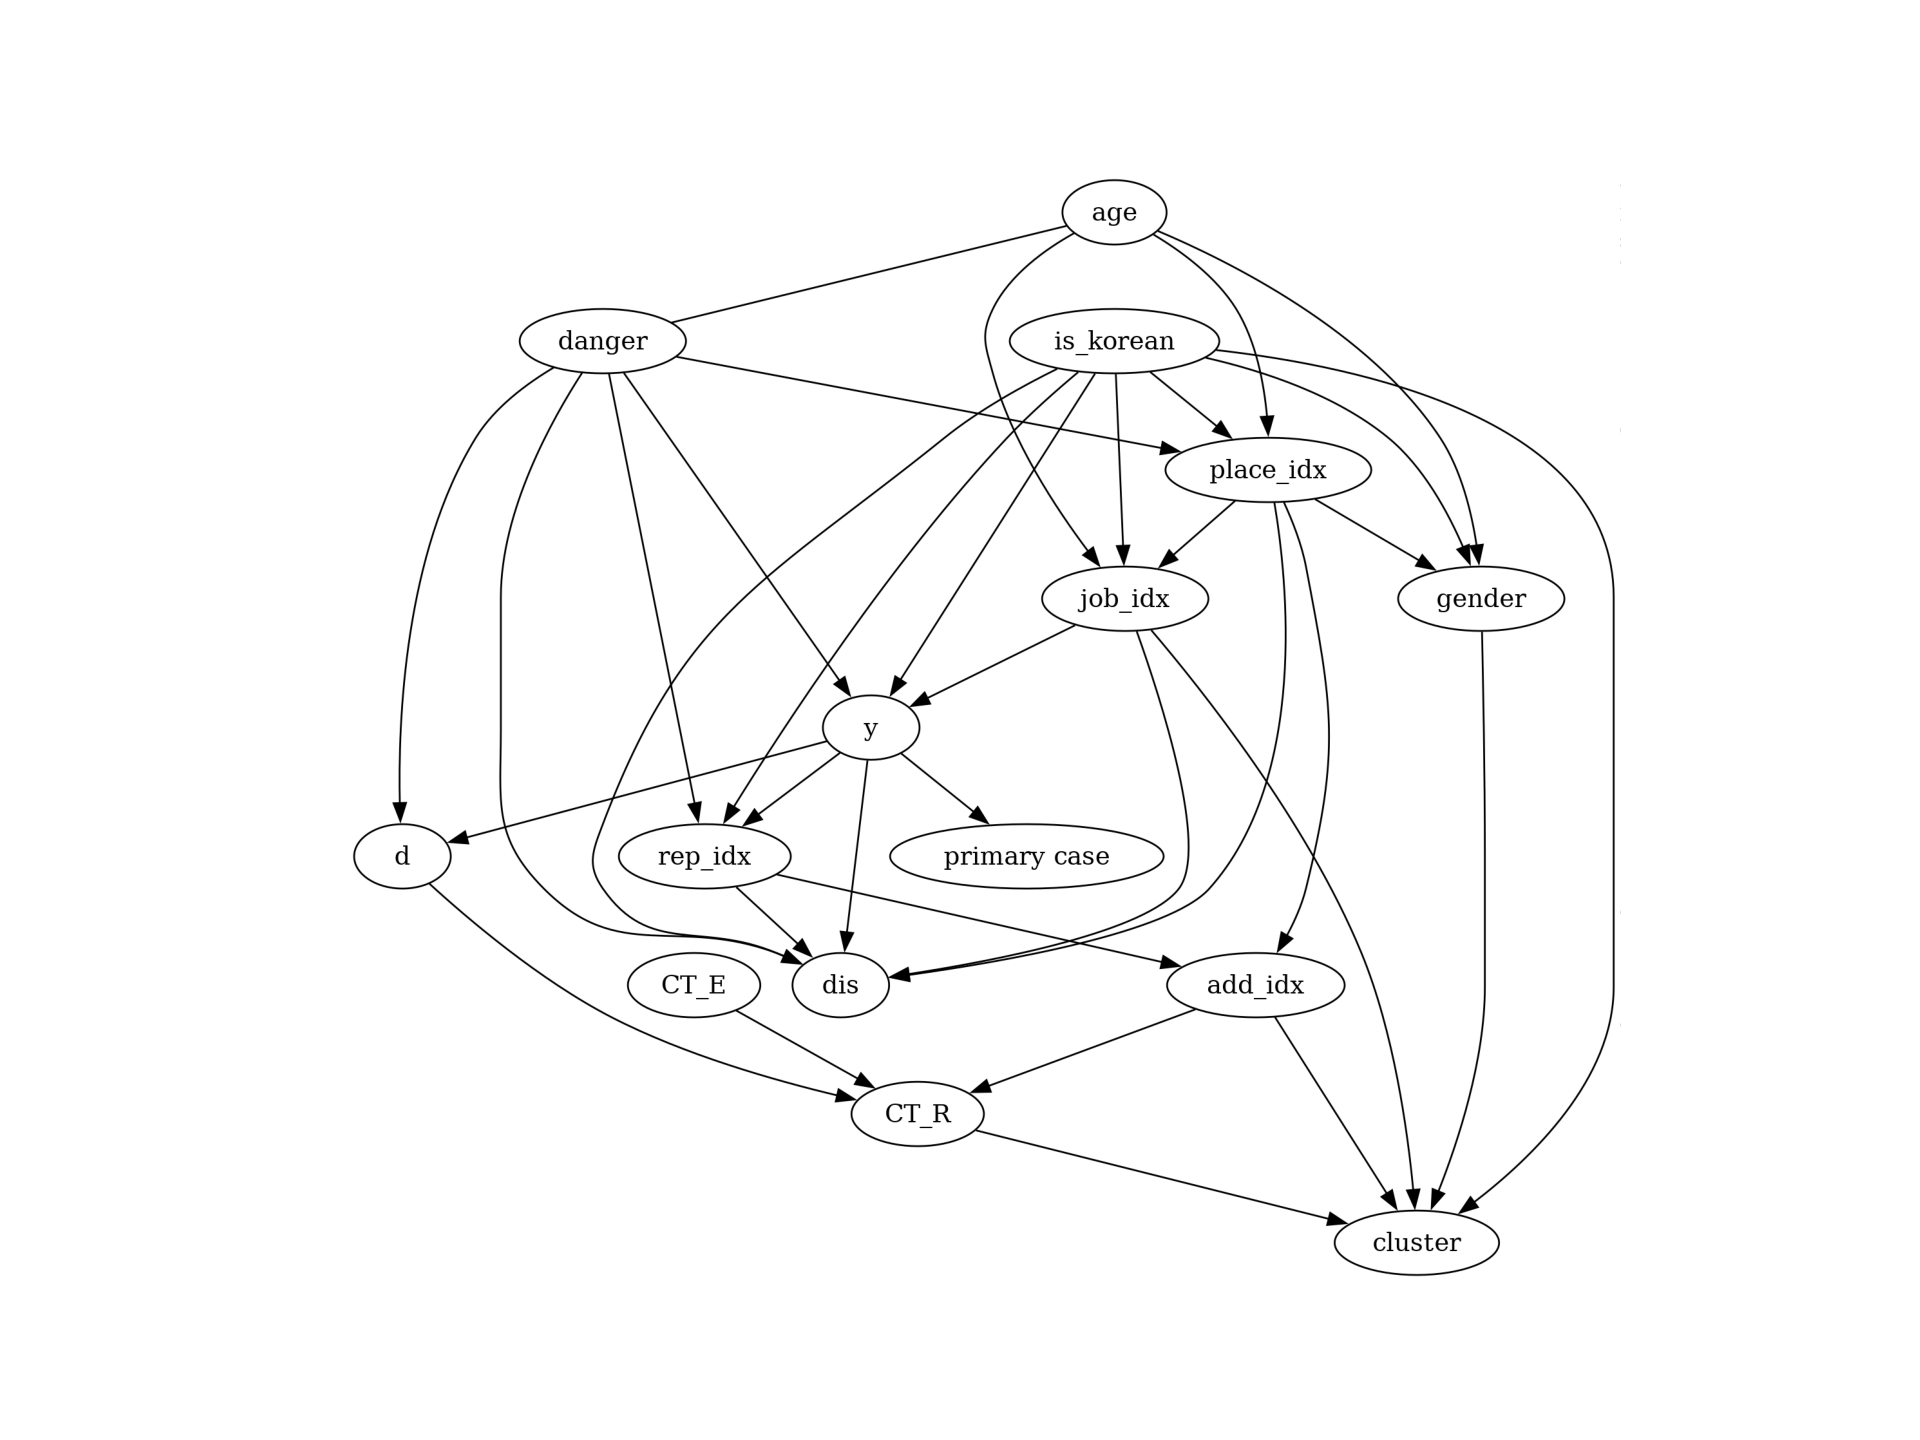 age
danger
is_korean
place_idx
job_idx
gender
y
d
rep_idx
primary case
CT_E
dis
add_idx
CT_R
cluster